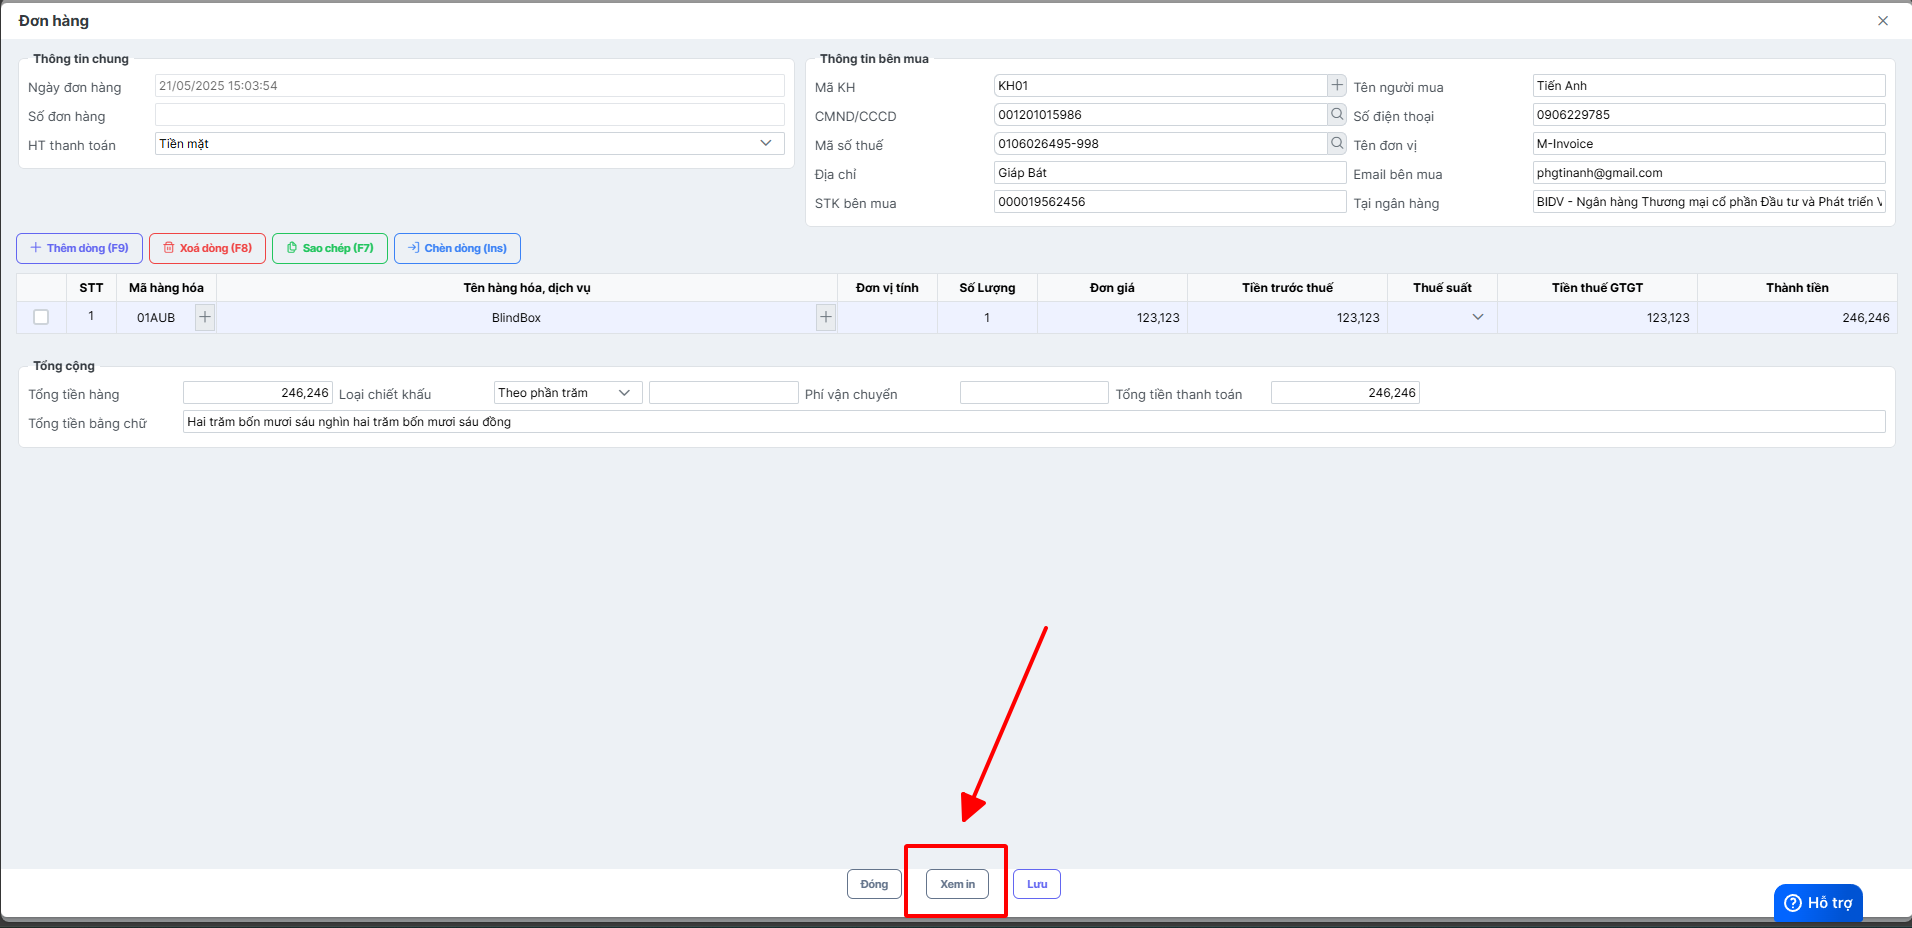 Đơn hàng
Thông tin chung
Ngày đơn hàng 21/05/2025 15:03:54
Số đơn hàng
HT thanh toán Tiền mặt
Thông tin bên mua
Mã KH KH01 Tên người mua Tiến Anh
CMND/CCCD 001201015986 Số điện thoại 0906229785
Mã số thuế 0106026495-998 Tên đơn vị M-Invoice
Địa chỉ Giáp Bát Email bên mua phgtinanh@gmail.com
STK bên mua 000019562456 Tại ngân hàng BIDV - Ngân hàng Thương mại cổ phần Đầu tư và Phát triển V
Thêm dòng (F9) Xoá dòng (F8) Sao chép (F7) Chèn dòng (Ins)
STT Mã hàng hóa Tên hàng hóa, dịch vụ Đơn vị tính Số Lượng Đơn giá Tiền trước thuế Thuế suất Tiền thuế GTGT Thành tiền
1 01AUB BlindBox 1 123,123 123,123 123,123 246,246
Tổng cộng
Tổng tiền hàng 246,246 Loại chiết khấu Theo phần trăm Phí vận chuyển Tổng tiền thanh toán 246,246
Tổng tiền bằng chữ Hai trăm bốn mươi sáu nghìn hai trăm bốn mươi sáu đồng
Đóng Xem in Lưu
Hỗ trợ